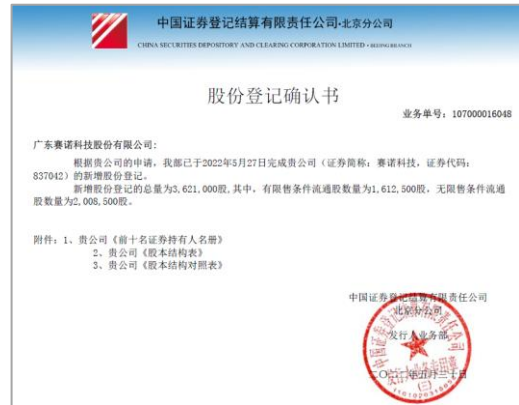 中国证券登记结算有限责任公司·北京分公司
CHINA SECURITIES DEPOSITORY AND CLEARING CORPORATION LIMITED · BEIJING BRANCH
股份登记确认书
业务单号：107000016048
广东赛诺科技股份有限公司：
根据贵公司的申请，我部已于2022年5月27日完成贵公司（证券简称：赛诺科技，证券代码：
837042）的新增股份登记。
新增股份登记的总量为3,621,000股，其中，有限售条件流通股数量为1,612,500股，无限售条件流通
股数量为2,008,500股。
附件：1、贵公司《前十名证券持有人名册》
2、贵公司《股本结构表》
3、贵公司《股本结构对照表》
中国证券登记结算有限责任公司
北京分公司
发行人业务部
二〇二二年五月三十日